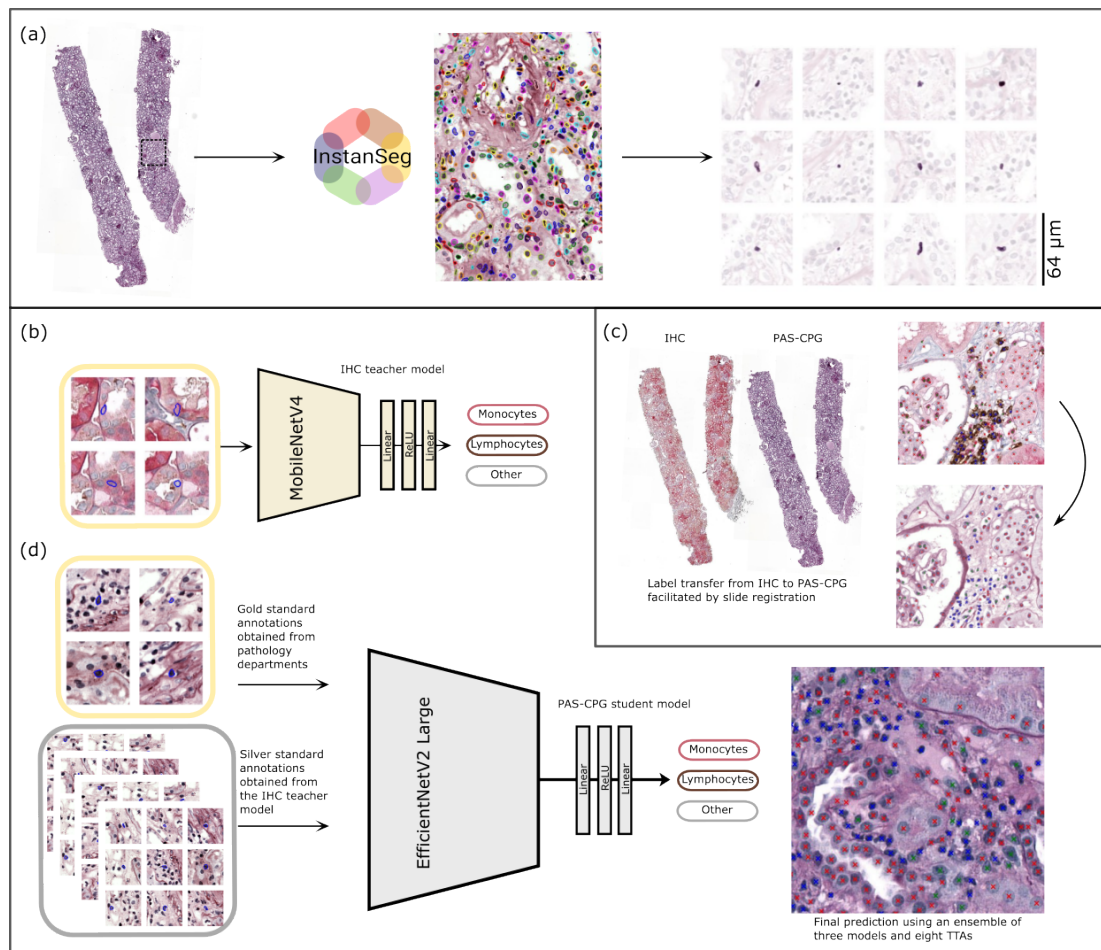 (a)
InstanSeg
64 µm
(b)
IHC teacher model
MobileNetV4
Linear
ReLU
Linear
Monocytes
Lymphocytes
Other
(c)
IHC
PAS-CPG
Label transfer from IHC to PAS-CPG
facilitated by slide registration
(d)
Gold standard
annotations
obtained from
pathology
departments
Silver standard
annotations
obtained from
the IHC teacher
model
EfficientNetV2 Large
PAS-CPG student model
Linear
ReLU
Linear
Monocytes
Lymphocytes
Other
Final prediction using an ensemble of
three models and eight TTAs